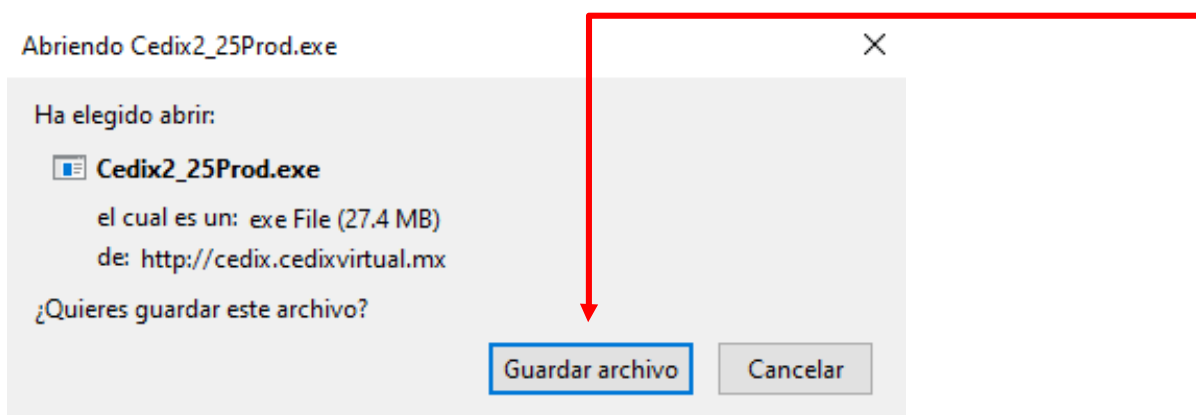 Abriendo Cedix2_25Prod.exe
Ha elegido abrir:
Cedix2_25Prod.exe
el cual es un: exe File (27.4 MB)
de: http://cedix.cedixvirtual.mx
¿Quieres guardar este archivo?
Guardar archivo Cancelar